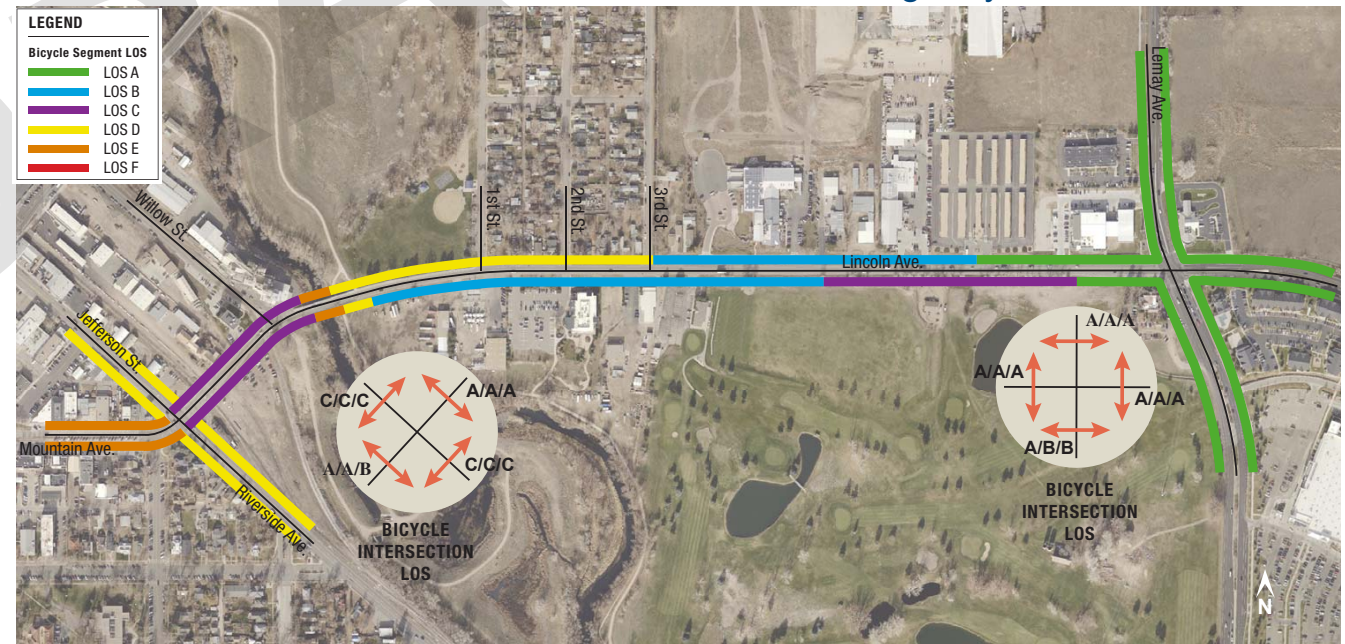 LEGEND
Bicycle Segment LOS
LOS A
LOS B
LOS C
LOS D
LOS E
LOS F
Lemay Ave.
Willow St.
1st St.
2nd St.
3rd St.
Lincoln Ave.
Jefferson St.
Mountain Ave.
Riverside Ave.
C/C/C
A/A/A
A/A/B
C/C/C
BICYCLE
INTERSECTION
LOS
A/A/A
A/A/A
A/A/A
A/B/B
BICYCLE
INTERSECTION
LOS
N